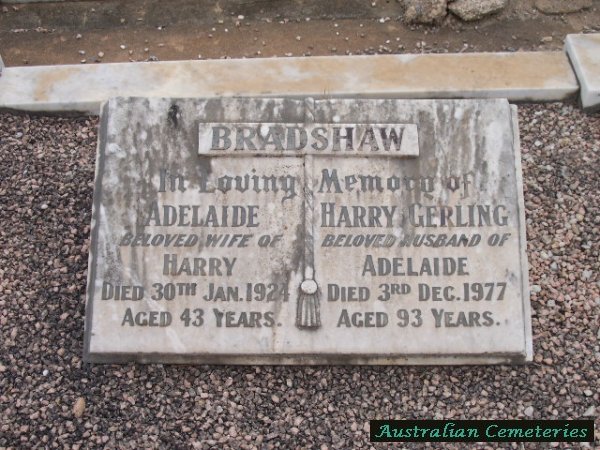 BRADSHAW
In Loving Memory of
ADELAIDE
BELOVED WIFE OF
HARRY
DIED 30TH JAN. 1924
AGED 43 YEARS.
HARRY GERLING
BELOVED HUSBAND OF
ADELAIDE
DIED 3RD DEC. 1977
AGED 93 YEARS.
Australian Cemeteries